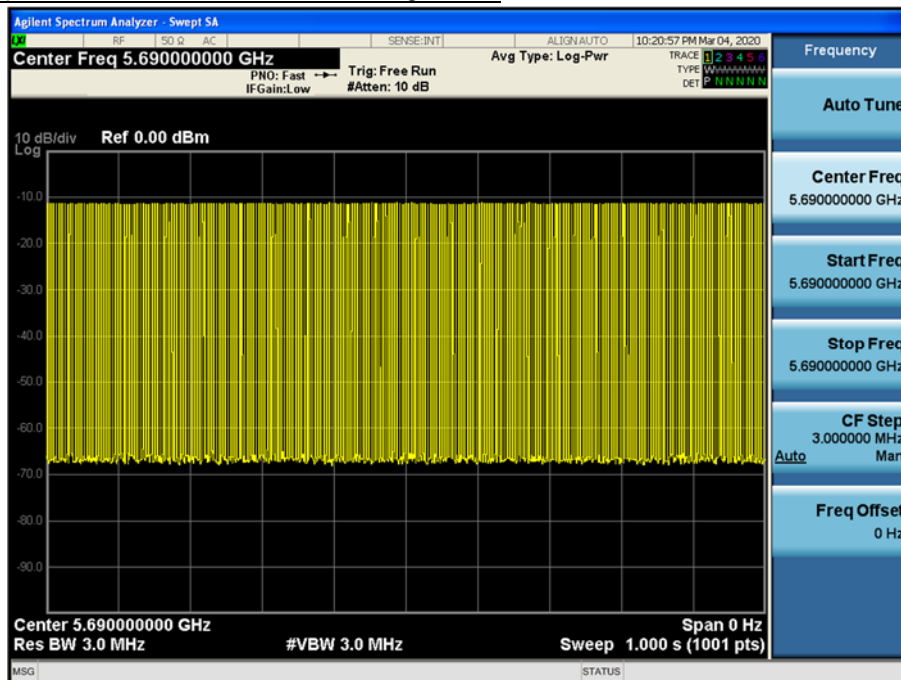 Agilent Spectrum Analyzer - Swept SA
LXI RF 50 Ω AC SENSE:INT ALIGNAUTO 10:20:57 PM Mar 04, 2020
Center Freq 5.690000000 GHz
PNO: Fast
IFGain:Low
Trig: Free Run
#Atten: 10 dB
Avg Type: Log-Pwr
TRACE 1 2 3 4 5 6
TYPE WWWWWW
DET P N N N N N
Frequency
Auto Tune
10 dB/div Ref 0.00 dBm
Log
-10.0
-20.0
-30.0
-40.0
-50.0
-60.0
-70.0
-80.0
-90.0
Center Freq
5.690000000 GHz
Start Freq
5.690000000 GHz
Stop Freq
5.690000000 GHz
CF Step
3.000000 MHz
Auto Man
Freq Offset
0 Hz
Center 5.690000000 GHz Span 0 Hz
Res BW 3.0 MHz #VBW 3.0 MHz Sweep 1.000 s (1001 pts)
MSG STATUS